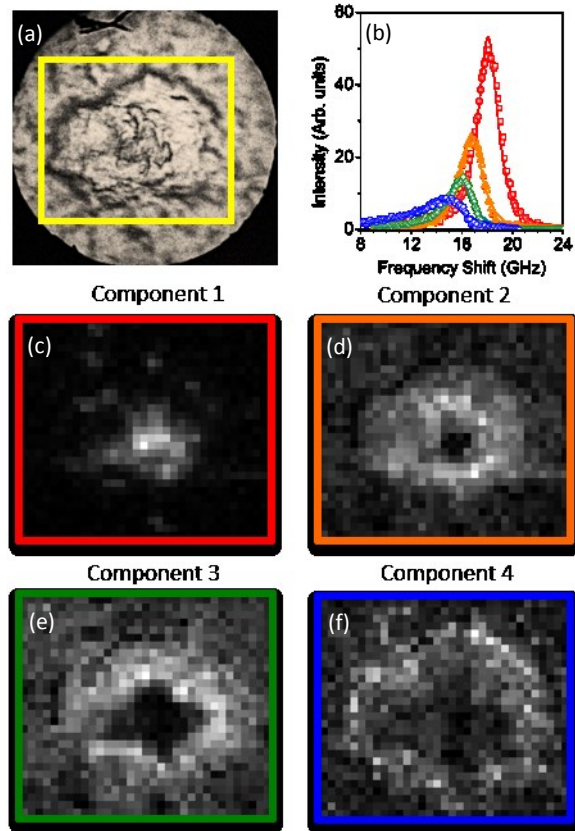 (a)
(b)
Intensity (Arb. units)
60
40
20
0
8 12 16 20 24
Frequency Shift (GHz)
Component 1
Component 2
(c)
(d)
Component 3
Component 4
(e)
(f)